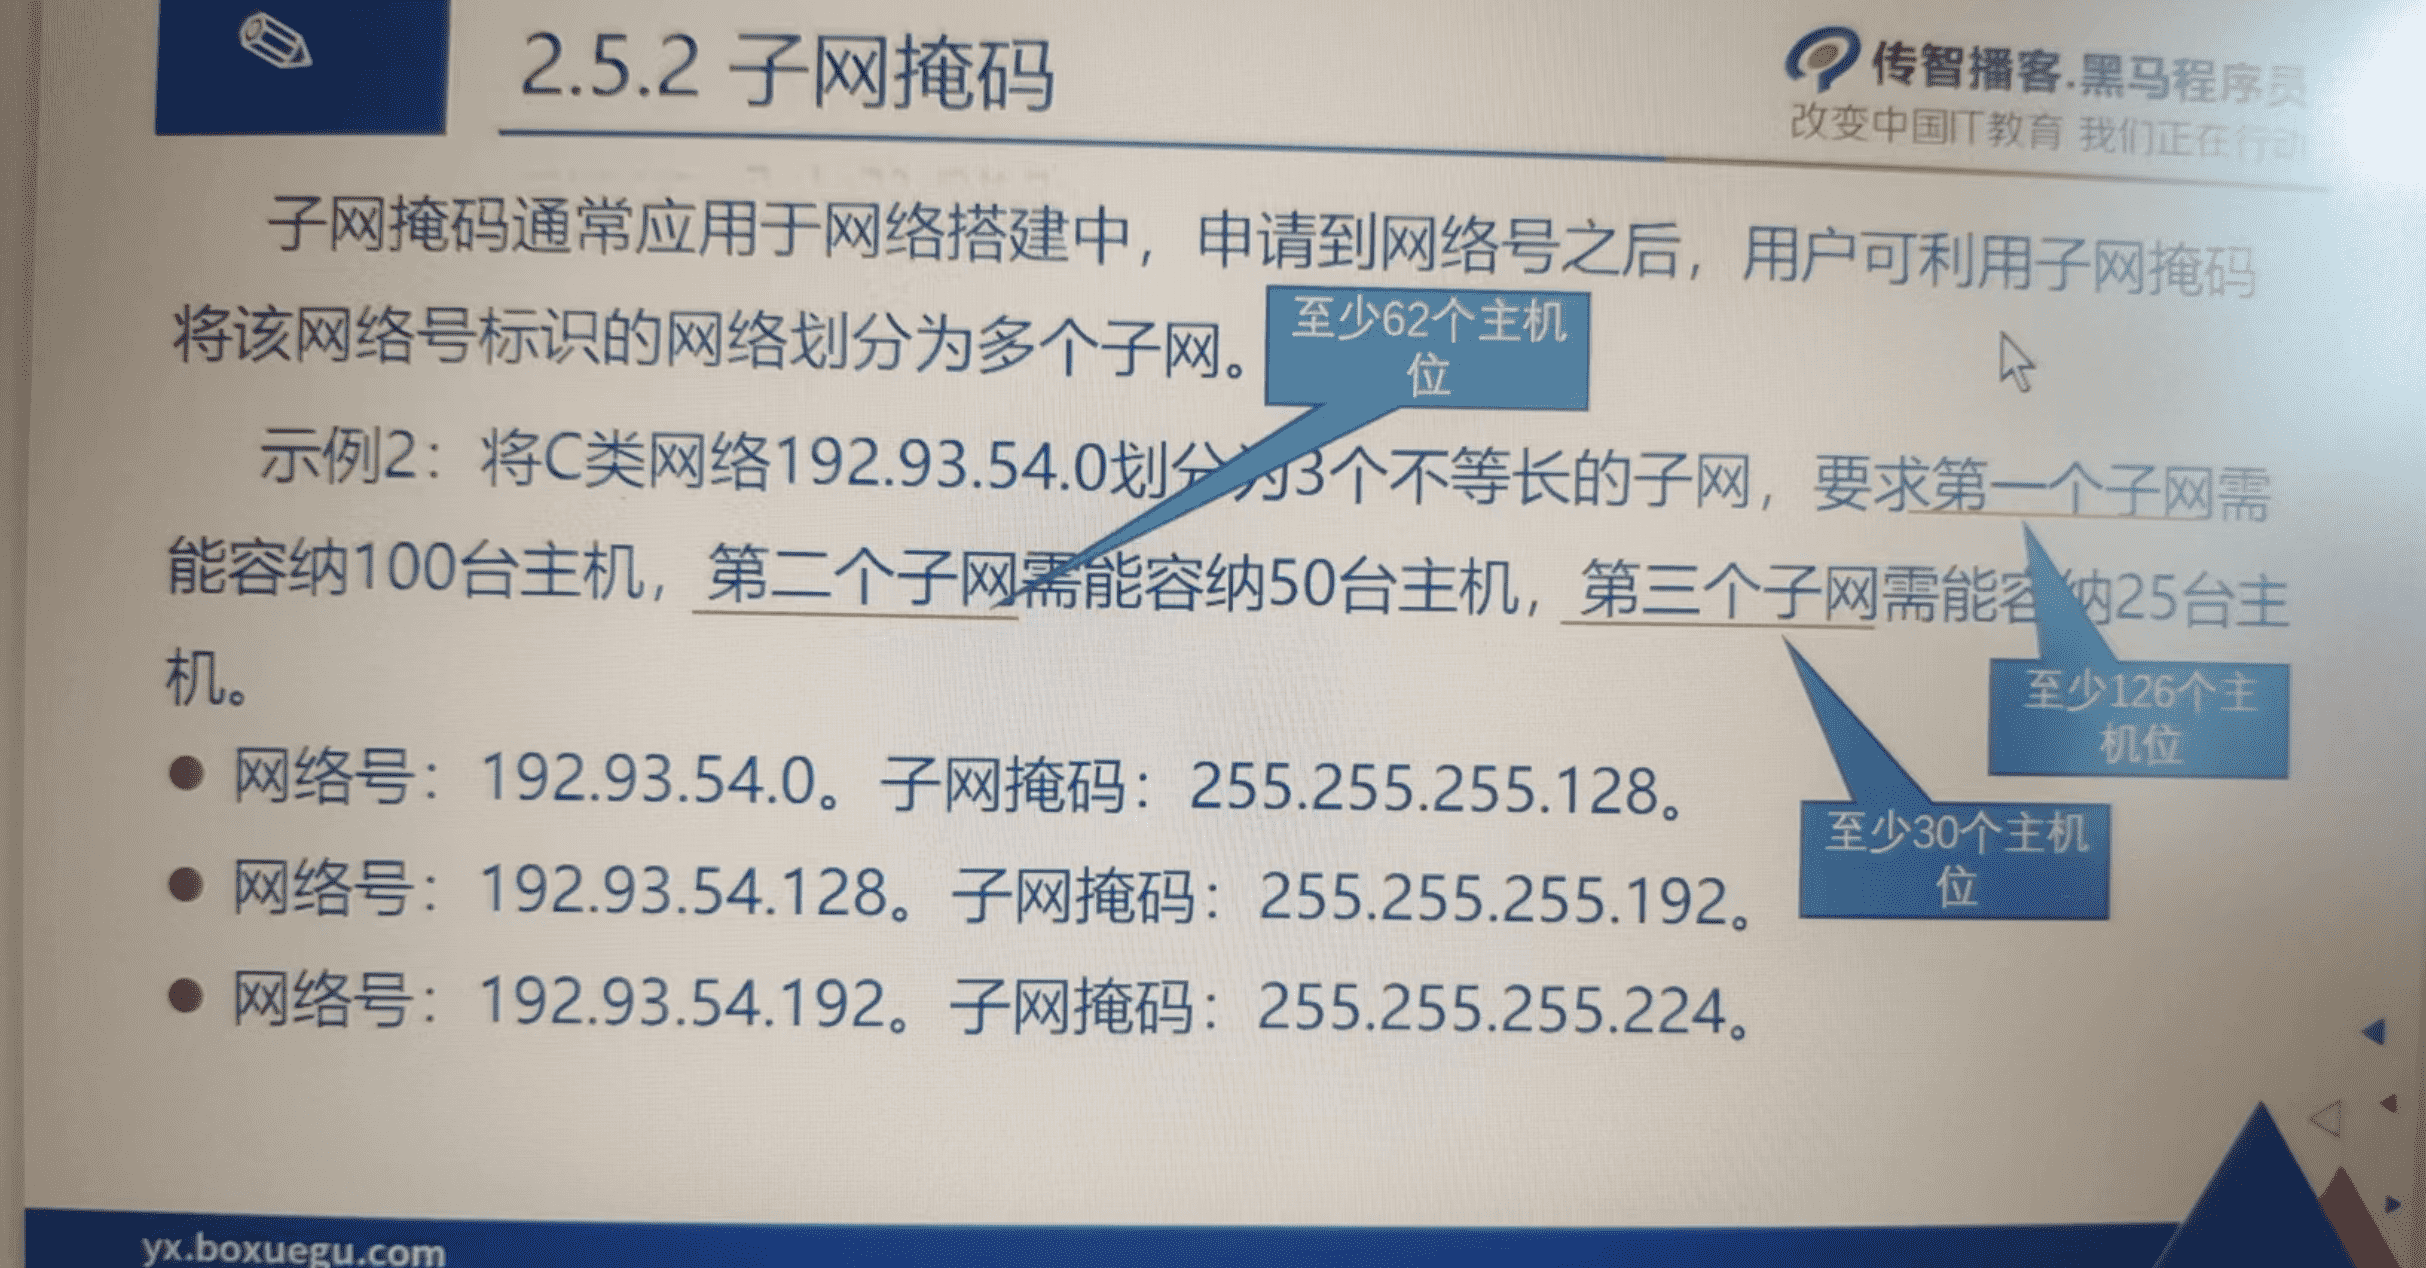 2.5.2 子网掩码
传智播客.黑马程序员
改变中国IT教育 我们正在行动
子网掩码通常应用于网络搭建中，申请到网络号之后，用户可利用子网掩码
将该网络号标识的网络划分为多个子网。
至少62个主机
位
示例2：将C类网络192.93.54.0划分为3个不等长的子网，要求第一个子网需
能容纳100台主机，第二个子网需能容纳50台主机，第三个子网需能容纳25台主
机。
至少126个主
机位
至少30个主机
位
网络号：192.93.54.0。子网掩码：255.255.255.128。
网络号：192.93.54.128。子网掩码：255.255.255.192。
网络号：192.93.54.192。子网掩码：255.255.255.224。
yx.boxuegu.com